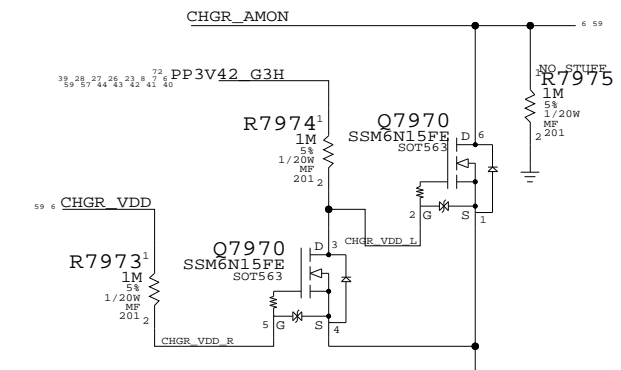 CHGR_AMON
6 59
72
39 28 27 26 23 8 7 6
59 57 44 43 42 41 40
PP3V42_G3H
NO_STUFF
1
R7975
1M
5%
1/20W
MF
201
2
R7974
1
1M
5%
1/20W
MF
201
2
Q7970
SSM6N15FE
SOT563
D
6
2
G
S
1
59 6
CHGR_VDD
CHGR_VDD_L
R7973
1
1M
5%
1/20W
MF
201
2
Q7970
SSM6N15FE
SOT563
D
3
5
G
S
4
CHGR_VDD_R